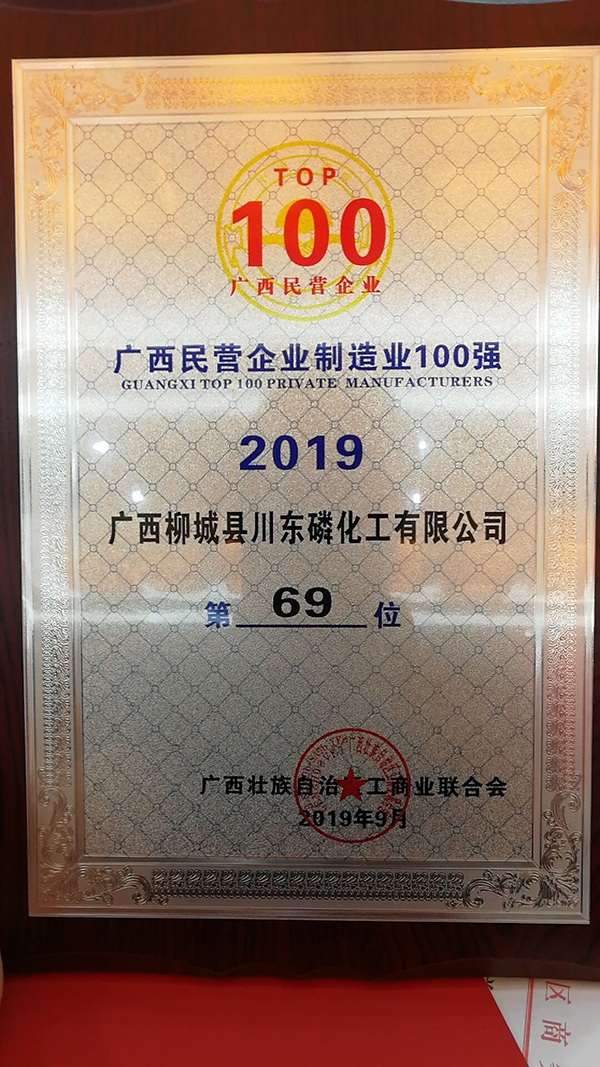 TOP
100
广西民营企业
广西民营企业制造业100强
GUANGXI TOP 100 PRIVATE MANUFACTURERS
2019
广西柳城县川东磷化工有限公司
第 69 位
广西壮族自治 工商业联合会
2019年9月
区商